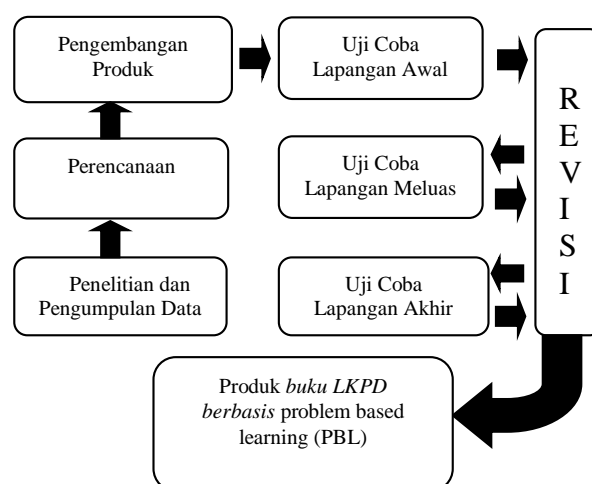 Pengembangan
Produk
Uji Coba
Lapangan Awal
R
E
V
I
S
I
Perencanaan
Uji Coba
Lapangan Meluas
Penelitian dan
Pengumpulan Data
Uji Coba
Lapangan Akhir
Produk buku LKPD
berbasis problem based
learning (PBL)